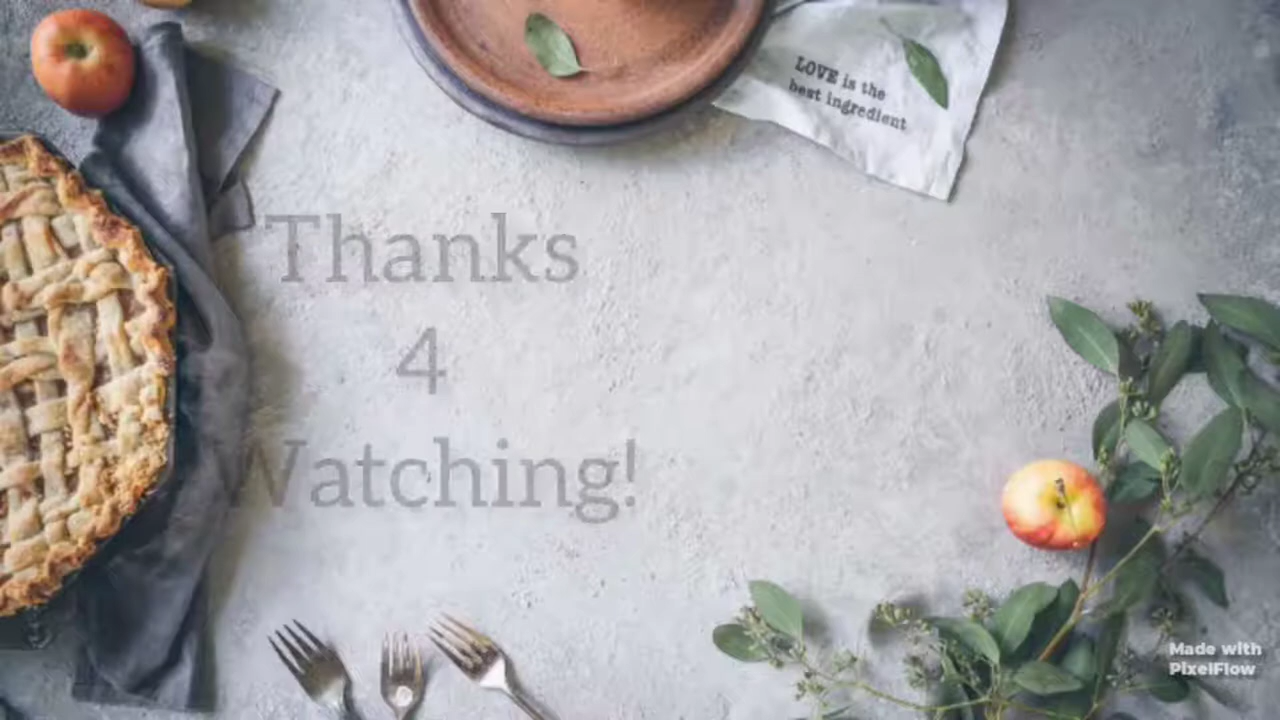 LOVE is the
best ingredient
Thanks
4
Watching!
Made with
PixelFlow